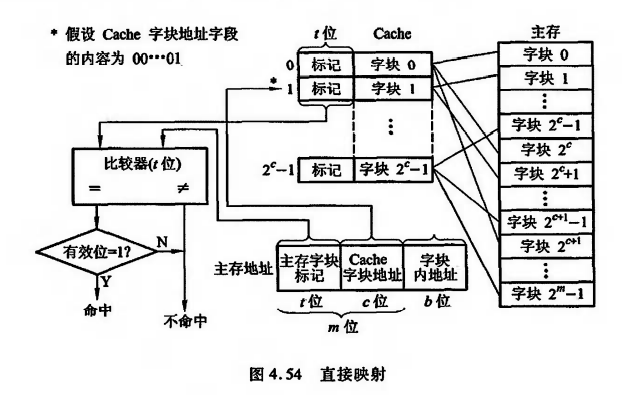 * 假设 Cache 字块地址字段
的内容为 00…01
t 位
Cache
主存
0 标记 字块 0
* 1 标记 字块 1
⋮
2^c-1 标记 字块 2^c-1
字块 0
字块 1
⋮
字块 2^c-1
字块 2^c
字块 2^c+1
⋮
字块 2^{c+1}-1
字块 2^{c+1}
⋮
字块 2^m-1
比较器(t 位)
= ≠
有效位=1?
N
Y
命中
不命中
主存地址
主存字块标记
Cache 字块地址
字块内地址
t 位
c 位
b 位
m 位
图 4.54 直接映射